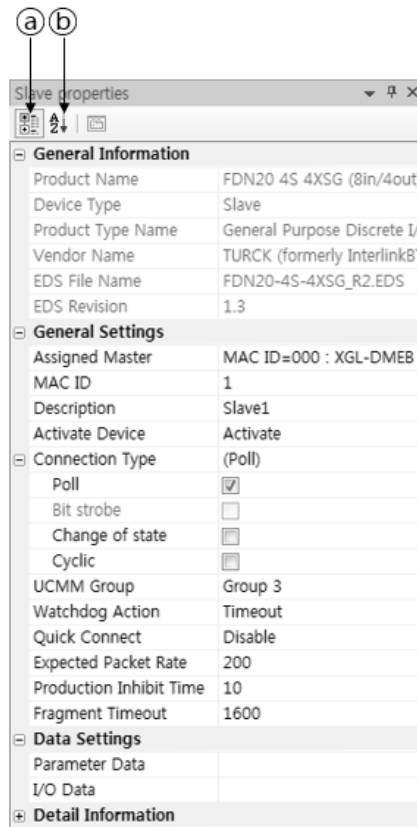 ⓐ ⓑ
Slave properties
General Information
Product Name FDN20 4S 4XSG (8in/4out)
Device Type Slave
Product Type Name General Purpose Discrete I/
Vendor Name TURCK (formerly InterlinkBT
EDS File Name FDN20-4S-4XSG_R2.EDS
EDS Revision 1.3
General Settings
Assigned Master MAC ID=000 : XGL-DMEB
MAC ID 1
Description Slave1
Activate Device Activate
Connection Type (Poll)
Poll
Bit strobe
Change of state
Cyclic
UCMM Group Group 3
Watchdog Action Timeout
Quick Connect Disable
Expected Packet Rate 200
Production Inhibit Time 10
Fragment Timeout 1600
Data Settings
Parameter Data
I/O Data
Detail Information